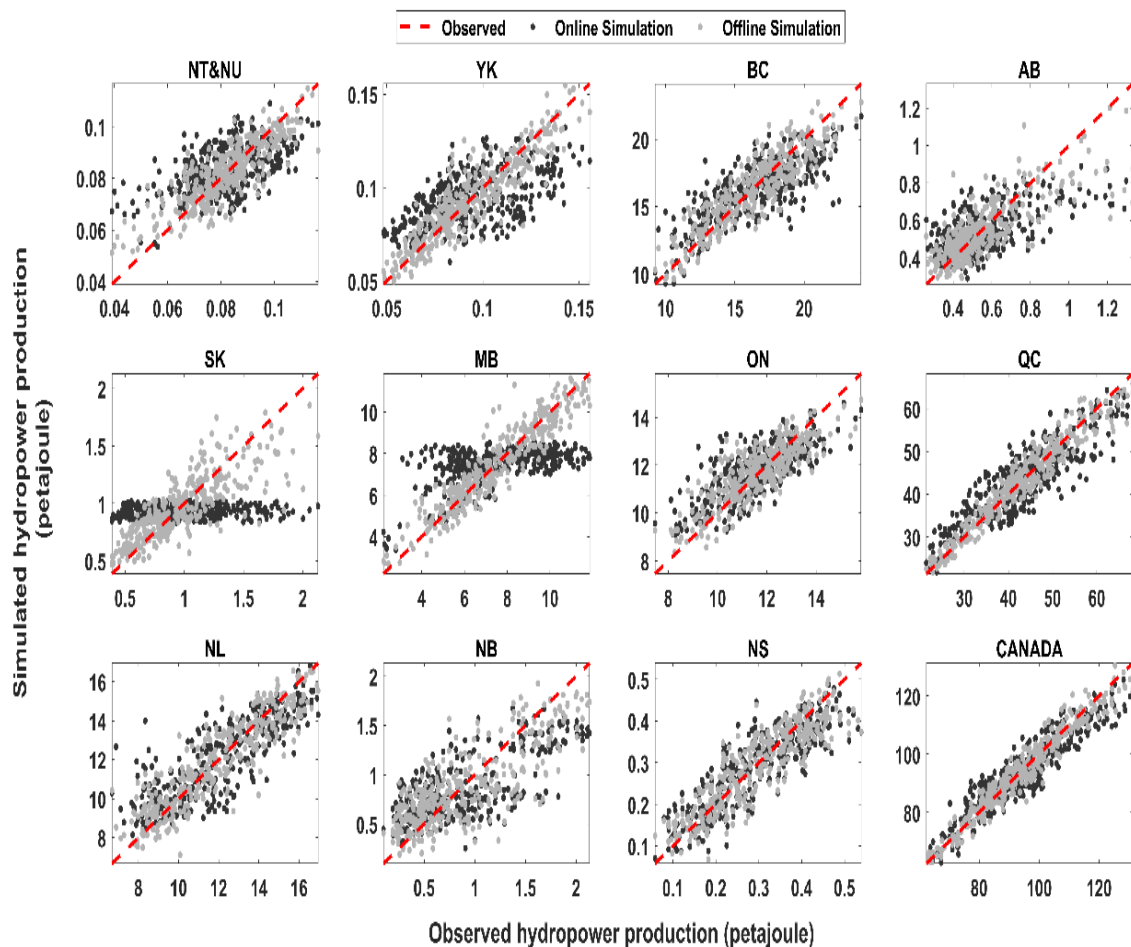 Observed Online Simulation Offline Simulation
NT&NU YK BC AB
0.1
0.08
0.06
0.04
0.04 0.06 0.08 0.1
0.15
0.1
0.05
0.05 0.1 0.15
20
15
10
10 15 20
1.2
1
0.8
0.6
0.4
0.4 0.6 0.8 1 1.2
SK MB ON QC
2
1.5
1
0.5
0.5 1 1.5 2
10
8
6
4
4 6 8 10
14
12
10
8
8 10 12 14
60
50
40
30
30 40 50 60
NL NB NS CANADA
16
14
12
10
8
8 10 12 14 16
2
1.5
1
0.5
0.5 1 1.5 2
0.5
0.4
0.3
0.2
0.1
0.1 0.2 0.3 0.4 0.5
120
100
80
80 100 120
Simulated hydropower production
(petajoule)
Observed hydropower production (petajoule)